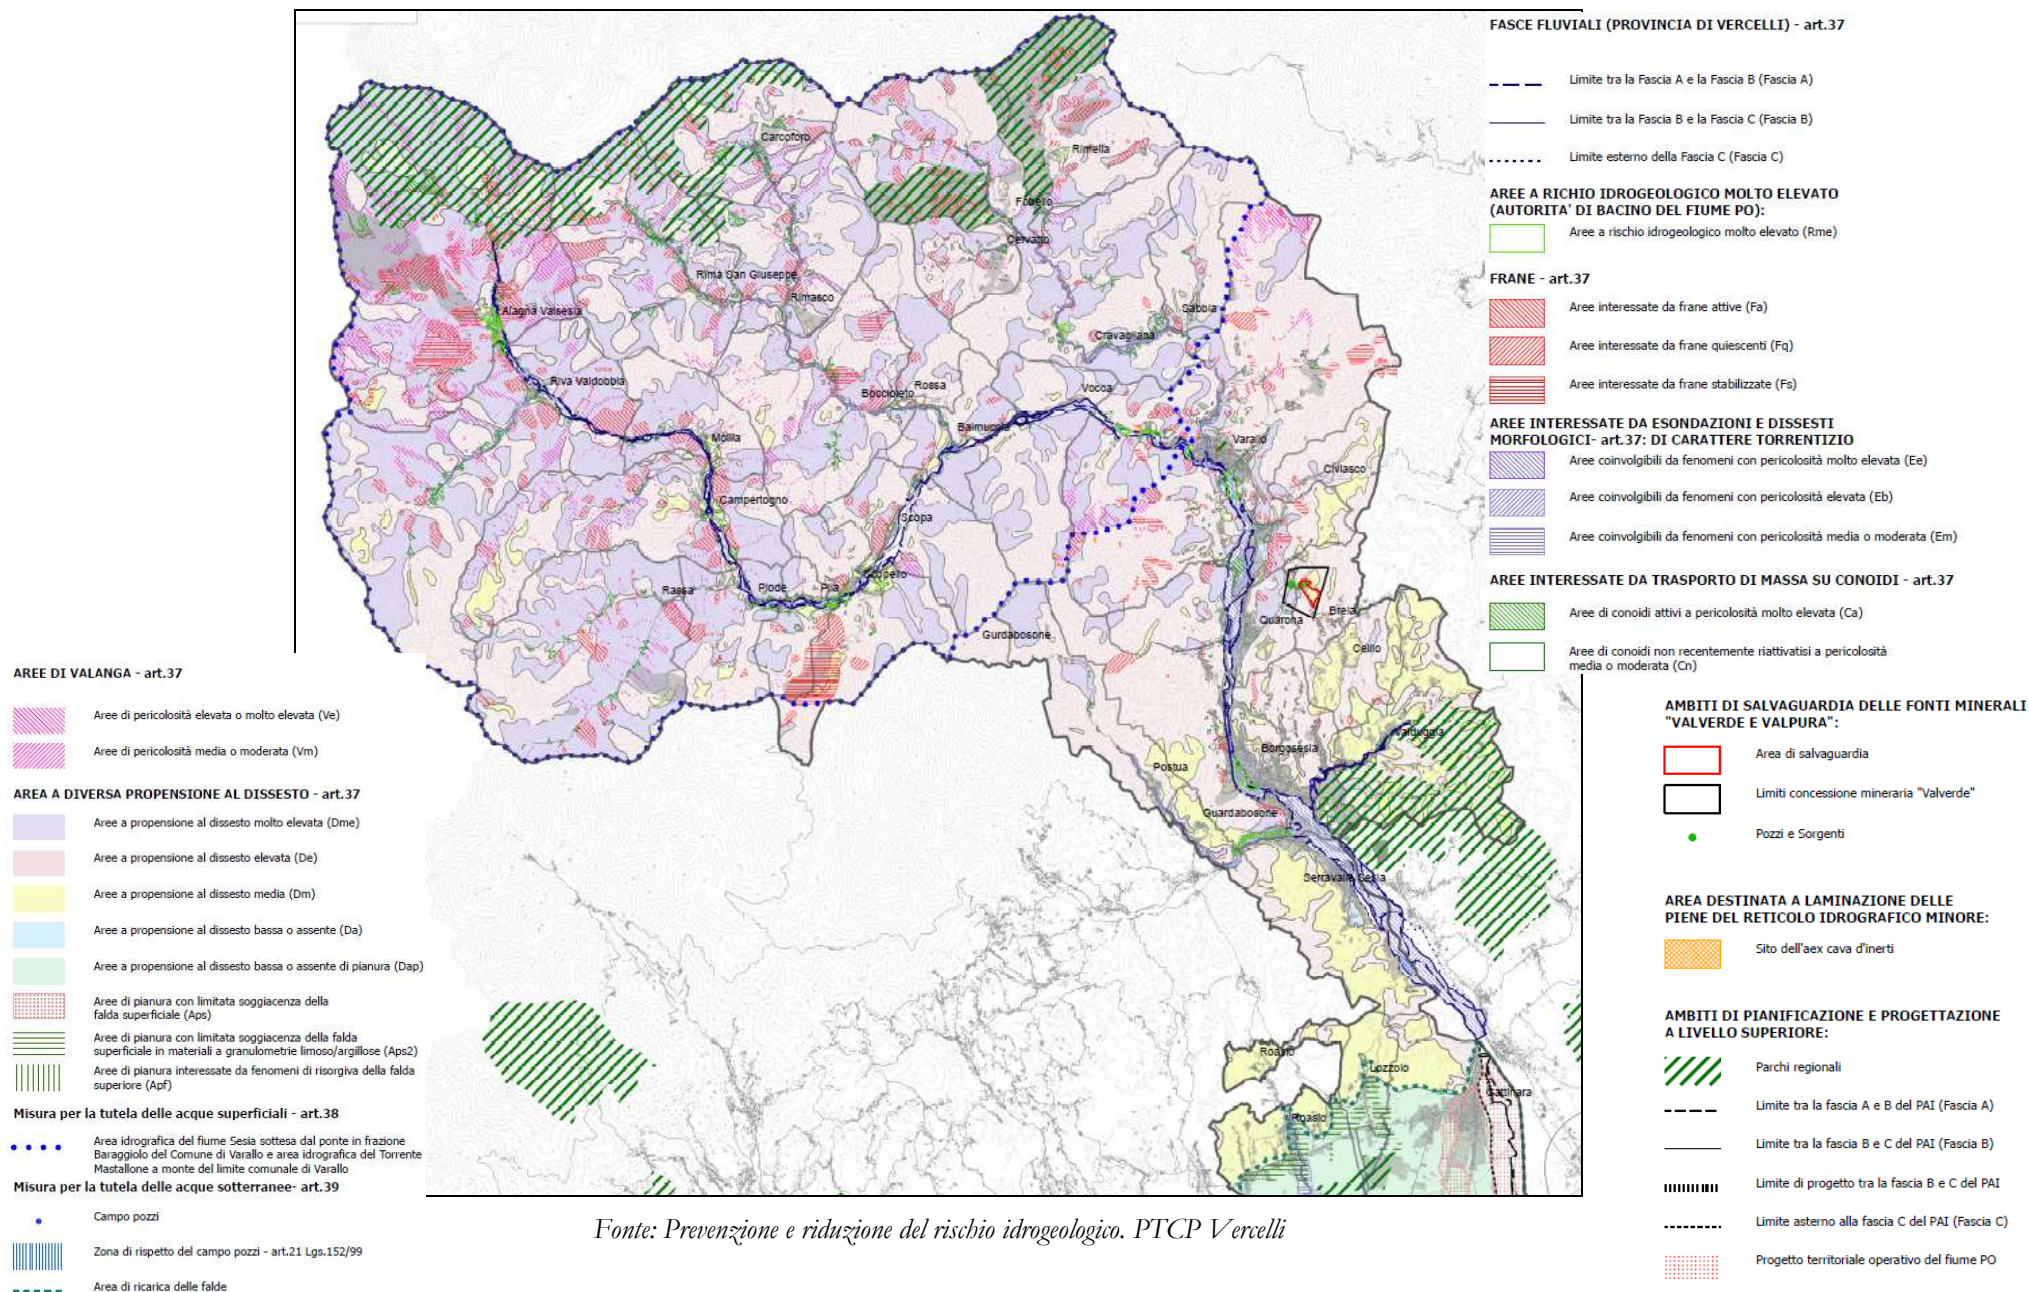 FASCE FLUVIALI (PROVINCIA DI VERCELLI) - art.37
Limite tra la Fascia A e la Fascia B (Fascia A)
Limite tra la Fascia B e la Fascia C (Fascia B)
Limite esterno della Fascia C (Fascia C)
AREE A RICHIO IDROGEOLOGICO MOLTO ELEVATO
(AUTORITA' DI BACINO DEL FIUME PO):
Aree a rischio idrogeologico molto elevato (Rme)
FRANE - art.37
Aree interessate da frane attive (Fa)
Aree interessate da frane quiescenti (Fq)
Aree interessate da frane stabilizzate (Fs)
AREE INTERESSATE DA ESONDAZIONI E DISSESTI
MORFOLOGICI- art.37: DI CARATTERE TORRENTIZIO
Aree coinvolgibili da fenomeni con pericolosità molto elevata (Ee)
Aree coinvolgibili da fenomeni con pericolosità elevata (Eb)
Aree coinvolgibili da fenomeni con pericolosità media o moderata (Em)
AREE INTERESSATE DA TRASPORTO DI MASSA SU CONOIDI - art.37
Aree di conoidi attivi a pericolosità molto elevata (Ca)
Aree di conoidi non recentemente riattivatisi a pericolosità
media o moderata (Cn)
AMBITI DI SALVAGUARDIA DELLE FONTI MINERALI
"VALVERDE E VALPURA":
Area di salvaguardia
Limiti concessione mineraria "Valverde"
Pozzi e Sorgenti
AREA DESTINATA A LAMINAZIONE DELLE
PIENE DEL RETICOLO IDROGRAFICO MINORE:
Sito dell'aex cava d'inerti
AMBITI DI PIANIFICAZIONE E PROGETTAZIONE
A LIVELLO SUPERIORE:
Parchi regionali
Limite tra la fascia A e B del PAI (Fascia A)
Limite tra la fascia B e C del PAI (Fascia B)
Limite di progetto tra la fascia B e C del PAI
Limite asterno alla fascia C del PAI (Fascia C)
Progetto territoriale operativo del fiume PO
AREE DI VALANGA - art.37
Aree di pericolosità elevata o molto elevata (Ve)
Aree di pericolosità media o moderata (Vm)
AREA A DIVERSA PROPENSIONE AL DISSESTO - art.37
Aree a propensione al dissesto molto elevata (Dme)
Aree a propensione al dissesto elevata (De)
Aree a propensione al dissesto media (Dm)
Aree a propensione al dissesto bassa o assente (Da)
Aree a propensione al dissesto bassa o assente di pianura (Dap)
Aree di pianura con limitata soggiacenza della
falda superficiale (Aps)
Aree di pianura con limitata soggiacenza della falda
superficiale in materiali a granulometrie limoso/argillose (Aps2)
Aree di pianura interessate da fenomeni di risorgiva della falda
superiore (Apf)
Misura per la tutela delle acque superficiali - art.38
Area idrografica del fiume Sesia sottesa dal ponte in frazione
Baraggiolo del Comune di Varallo e area idrografica del Torrente
Mastallone a monte del limite comunale di Varallo
Misura per la tutela delle acque sotterranee- art.39
Campo pozzi
Zona di rispetto del campo pozzi - art.21 Lgs.152/99
Area di ricarica delle falde
Carcoforo
Rimella
Fobello
Cervatto
Rima San Giuseppe
Rimasco
Alagna Valsesia
Sabbia
Cravagliana
Riva Valdobbia
Rossa
Boccioleto
Vocca
Balmuccia
Mollia
Varallo
Civiasco
Campertogno
Scopa
Scopello
Rassa
Piode
Pila
Quarona
Breia
Gurdabosone
Cellio
Valduggia
Borgosesia
Postua
Guardabosone
Serravalle Sesia
Roasio
Lozzolo
Gattinara
Roasio
Fonte: Prevenzione e riduzione del rischio idrogeologico. PTCP Vercelli